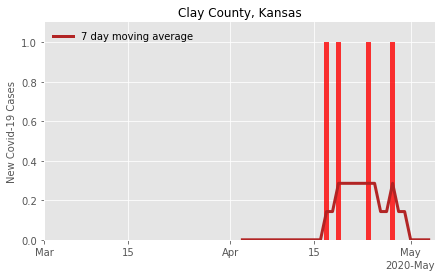 Clay County, Kansas
7 day moving average
New Covid-19 Cases
1.0
0.8
0.6
0.4
0.2
0.0
Mar 15 Apr 15 May
2020-May